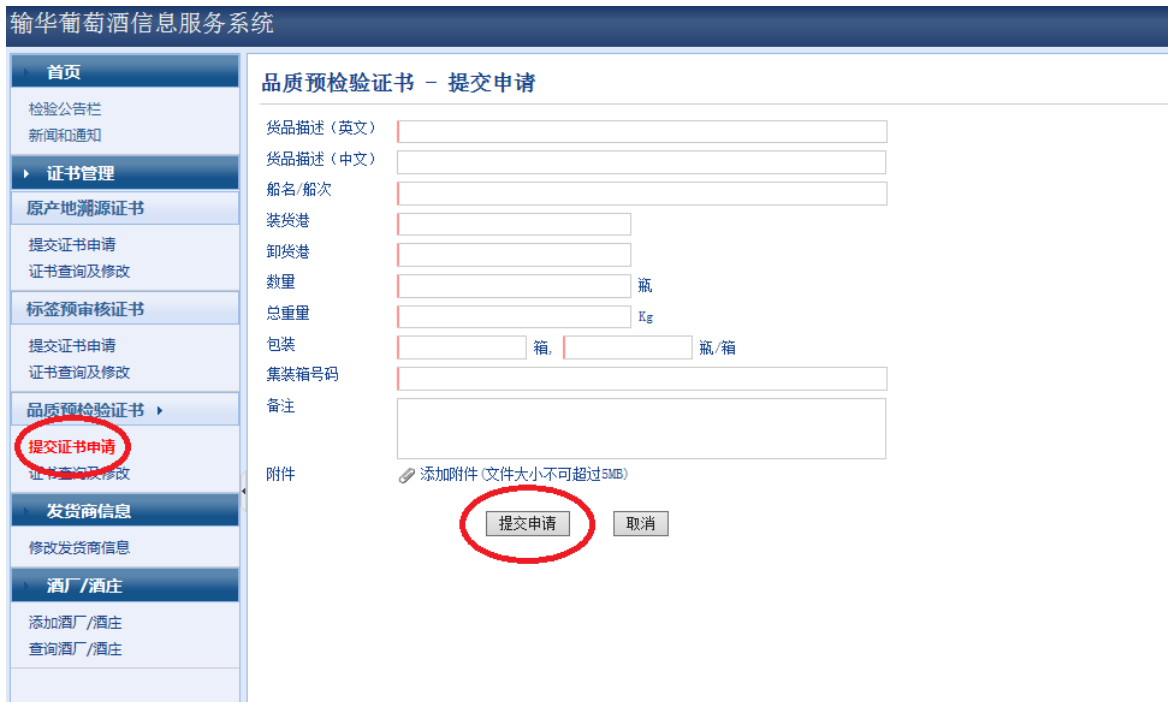 输华葡萄酒信息服务系统
首页
检验公告栏
新闻和通知
证书管理
原产地溯源证书
提交证书申请
证书查询及修改
标签预审核证书
提交证书申请
证书查询及修改
品质预检验证书
提交证书申请
证书查询及修改
发货商信息
修改发货商信息
酒厂/酒庄
添加酒厂/酒庄
查询酒厂/酒庄
品质预检验证书 - 提交申请
货品描述（英文）
货品描述（中文）
船名/船次
装货港
卸货港
数量 瓶
总重量 Kg
包装 箱, 瓶/箱
集装箱号码
备注
附件 添加附件(文件大小不可超过5MB)
提交申请 取消